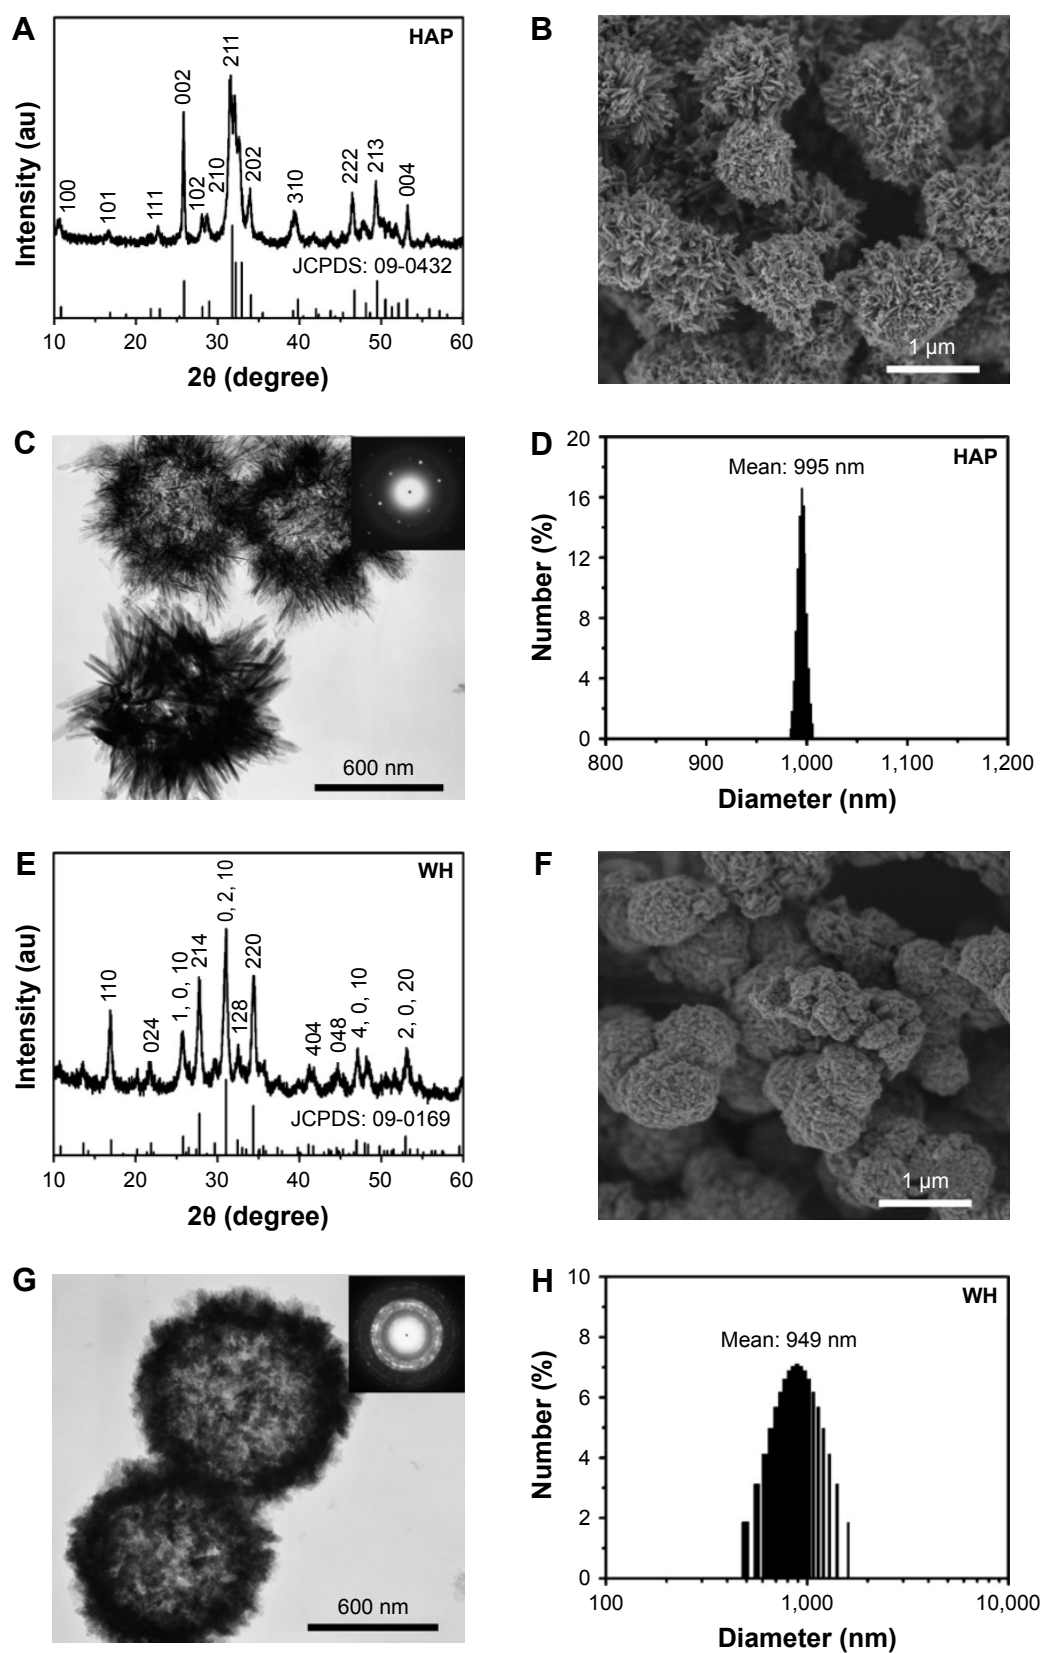 A
HAP
Intensity (au)
100
101
111
002
102
210
211
202
310
222
213
004
JCPDS: 09-0432
10 20 30 40 50 60
2θ (degree)
B
1 µm
C
600 nm
D
HAP
Mean: 995 nm
Number (%)
20
16
12
8
4
0
800 900 1,000 1,100 1,200
Diameter (nm)
E
WH
Intensity (au)
110
024
1, 0, 10
214
0, 2, 10
128
220
404
048
4, 0, 10
2, 0, 20
JCPDS: 09-0169
10 20 30 40 50 60
2θ (degree)
F
1 µm
G
600 nm
H
WH
Mean: 949 nm
Number (%)
10
8
6
4
2
0
100 1,000 10,000
Diameter (nm)